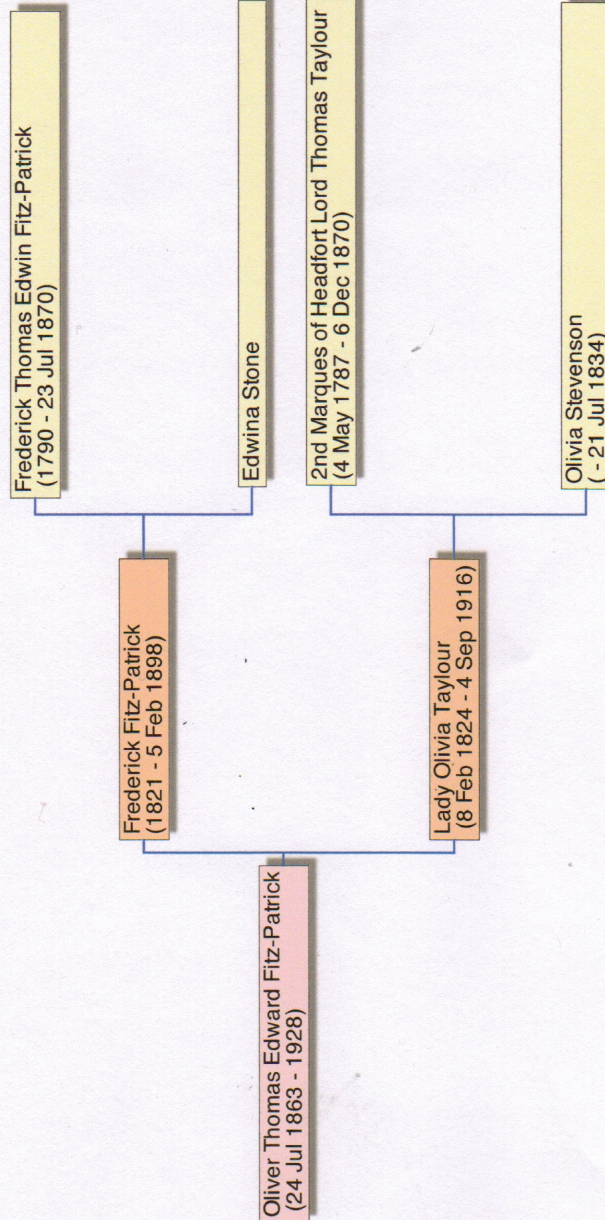 Frederick Thomas Edwin Fitz-Patrick
(1790 - 23 Jul 1870)
Frederick Fitz-Patrick
(1821 - 5 Feb 1898)
Edwina Stone
Oliver Thomas Edward Fitz-Patrick
(24 Jul 1863 - 1928)
2nd Marques of Headfort Lord Thomas Taylour
(4 May 1787 - 6 Dec 1870)
Lady Olivia Taylour
(8 Feb 1824 - 4 Sep 1916)
Olivia Stevenson
( - 21 Jul 1834)